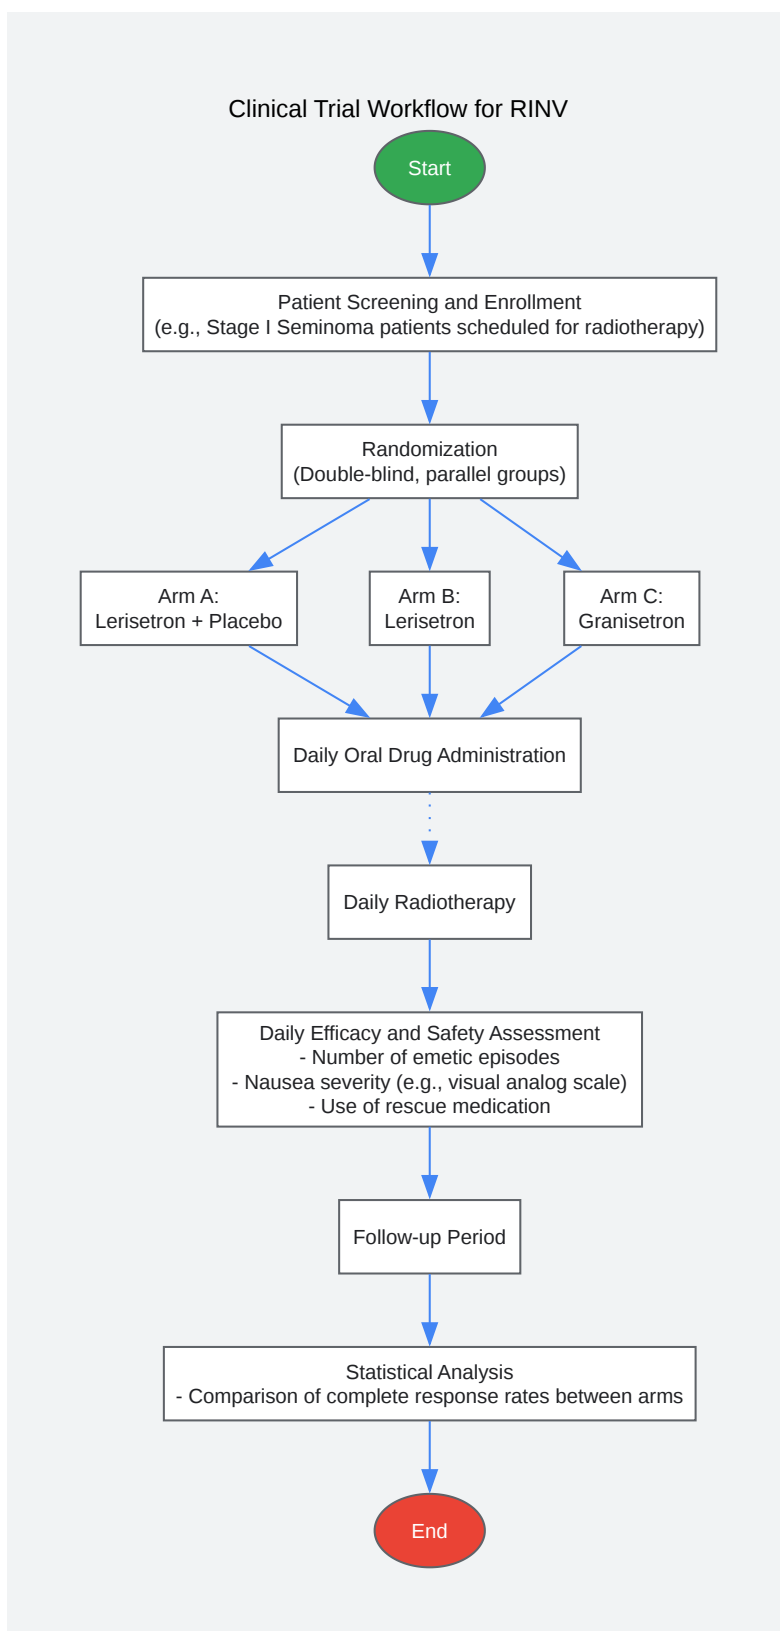 Clinical Trial Workflow for RINV
Start
Patient Screening and Enrollment
(e.g., Stage I Seminoma patients scheduled for radiotherapy)
Randomization
(Double-blind, parallel groups)
Arm A:
Lerisetron + Placebo
Arm B:
Lerisetron
Arm C:
Granisetron
Daily Oral Drug Administration
Daily Radiotherapy
Daily Efficacy and Safety Assessment
- Number of emetic episodes
- Nausea severity (e.g., visual analog scale)
- Use of rescue medication
Follow-up Period
Statistical Analysis
- Comparison of complete response rates between arms
End